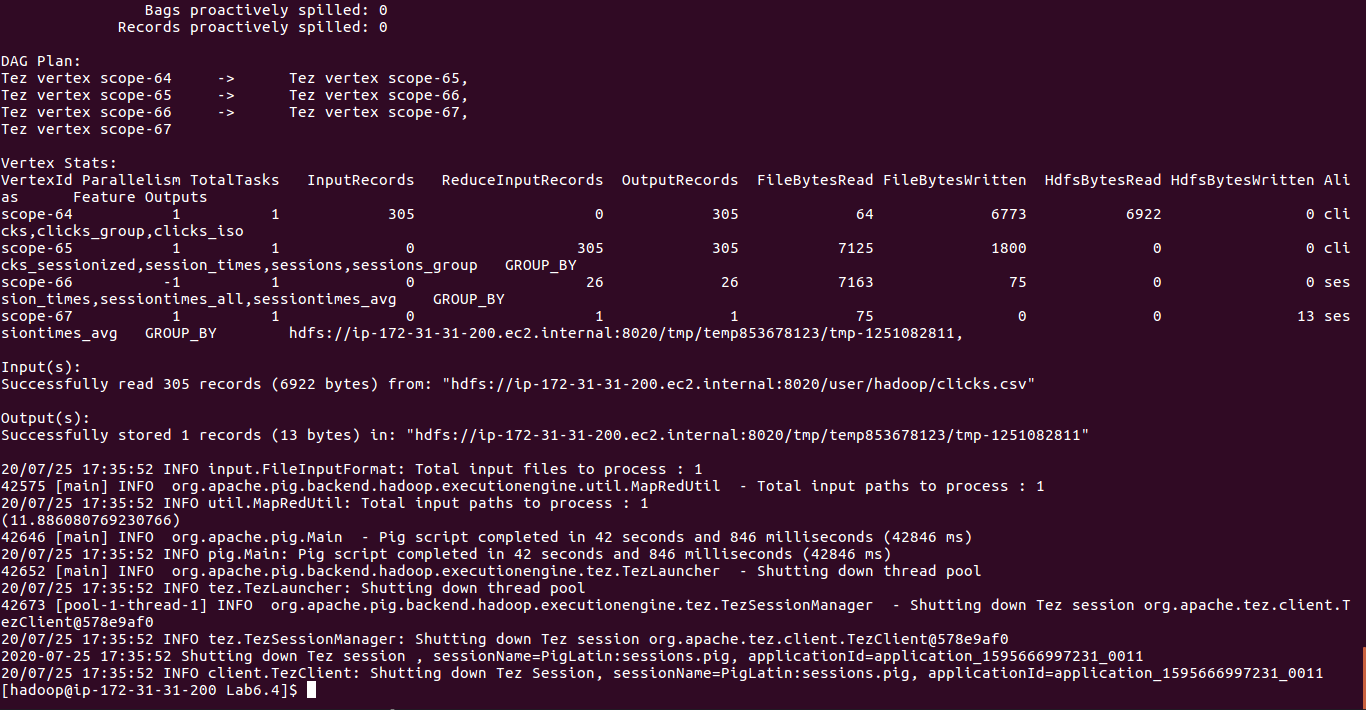 Bags proactively spilled: 0
             Records proactively spilled: 0

DAG Plan:
Tez vertex scope-64     ->      Tez vertex scope-65,
Tez vertex scope-65     ->      Tez vertex scope-66,
Tez vertex scope-66     ->      Tez vertex scope-67,
Tez vertex scope-67

Vertex Stats:
VertexId Parallelism TotalTasks   InputRecords   ReduceInputRecords  OutputRecords  FileBytesRead FileBytesWritten  HdfsBytesRead HdfsBytesWritten Ali
as      Feature Outputs
scope-64           1          1            305                    0            305             64             6773           6922                0 cli
cks,clicks_group,clicks_iso
scope-65           1          1              0                  305            305           7125             1800              0                0 cli
cks_sessionized,session_times,sessions,sessions_group   GROUP_BY
scope-66          -1          1              0                   26             26           7163               75              0                0 ses
sion_times,sessiontimes_all,sessiontimes_avg    GROUP_BY
scope-67           1          1              0                    1              1             75                0              0               13 ses
siontimes_avg   GROUP_BY        hdfs://ip-172-31-31-200.ec2.internal:8020/tmp/temp853678123/tmp-1251082811,

Input(s):
Successfully read 305 records (6922 bytes) from: "hdfs://ip-172-31-31-200.ec2.internal:8020/user/hadoop/clicks.csv"

Output(s):
Successfully stored 1 records (13 bytes) in: "hdfs://ip-172-31-31-200.ec2.internal:8020/tmp/temp853678123/tmp-1251082811"

20/07/25 17:35:52 INFO input.FileInputFormat: Total input files to process : 1
42575 [main] INFO  org.apache.pig.backend.hadoop.executionengine.util.MapRedUtil  - Total input paths to process : 1
20/07/25 17:35:52 INFO util.MapRedUtil: Total input paths to process : 1
(11.886080769230766)
42646 [main] INFO  org.apache.pig.Main  - Pig script completed in 42 seconds and 846 milliseconds (42846 ms)
20/07/25 17:35:52 INFO pig.Main: Pig script completed in 42 seconds and 846 milliseconds (42846 ms)
42652 [main] INFO  org.apache.pig.backend.hadoop.executionengine.tez.TezLauncher  - Shutting down thread pool
20/07/25 17:35:52 INFO tez.TezLauncher: Shutting down thread pool
42673 [pool-1-thread-1] INFO  org.apache.pig.backend.hadoop.executionengine.tez.TezSessionManager  - Shutting down Tez session org.apache.tez.client.T
ezClient@578e9af0
20/07/25 17:35:52 INFO tez.TezSessionManager: Shutting down Tez session org.apache.tez.client.TezClient@578e9af0
2020-07-25 17:35:52 Shutting down Tez session , sessionName=PigLatin:sessions.pig, applicationId=application_1595666997231_0011
20/07/25 17:35:52 INFO client.TezClient: Shutting down Tez Session, sessionName=PigLatin:sessions.pig, applicationId=application_1595666997231_0011
[hadoop@ip-172-31-31-200 Lab6.4]$